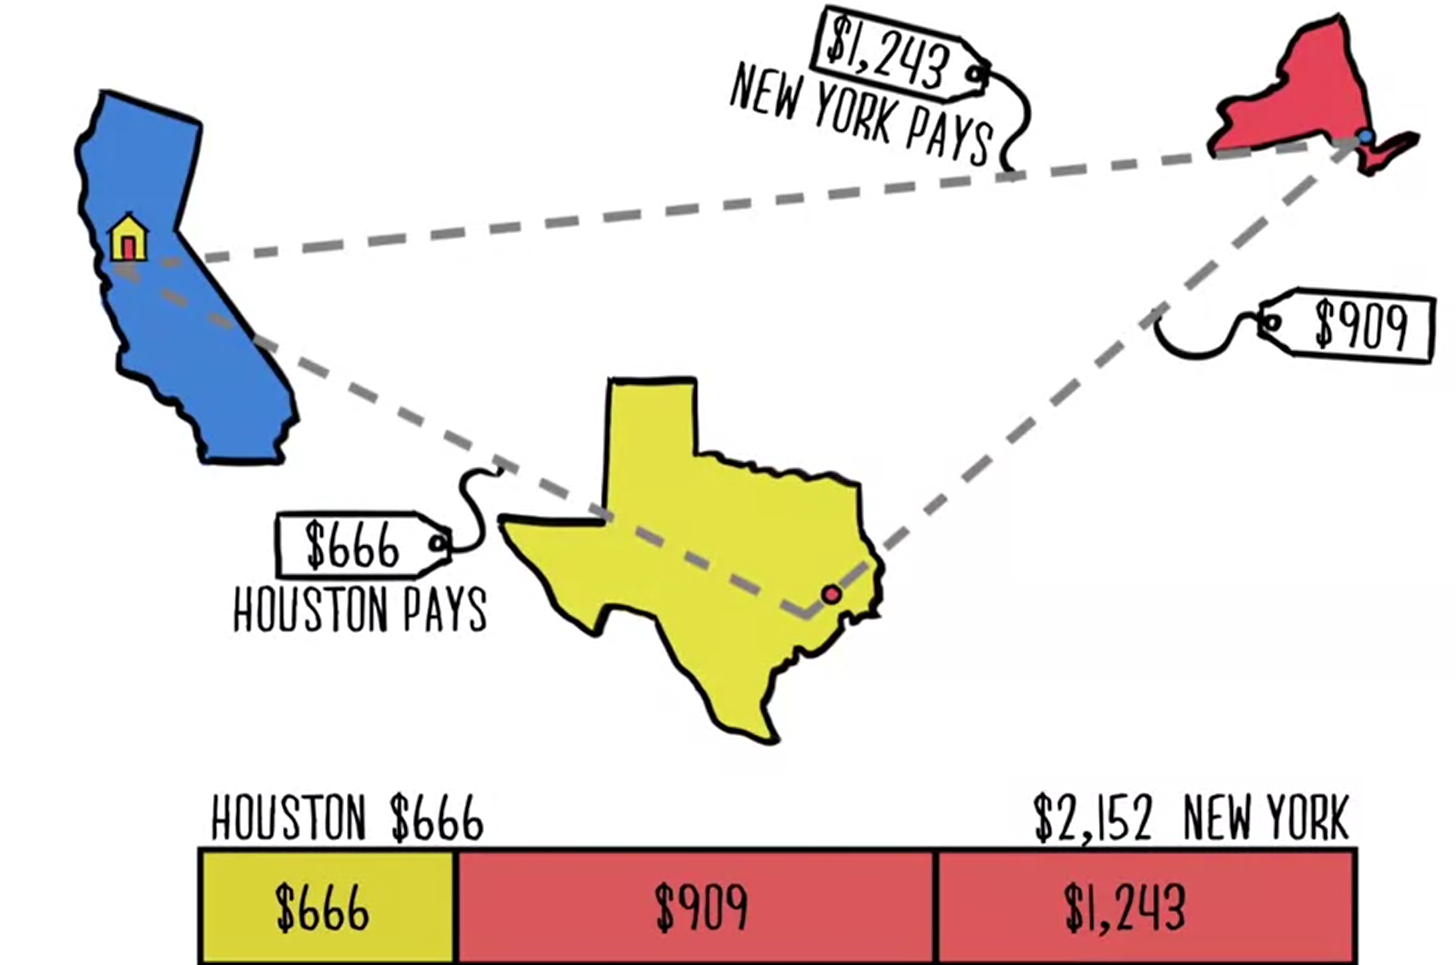 $1,243
NEW YORK PAYS
$909
$666
HOUSTON PAYS
HOUSTON $666
$2,152 NEW YORK
$666
$909
$1,243